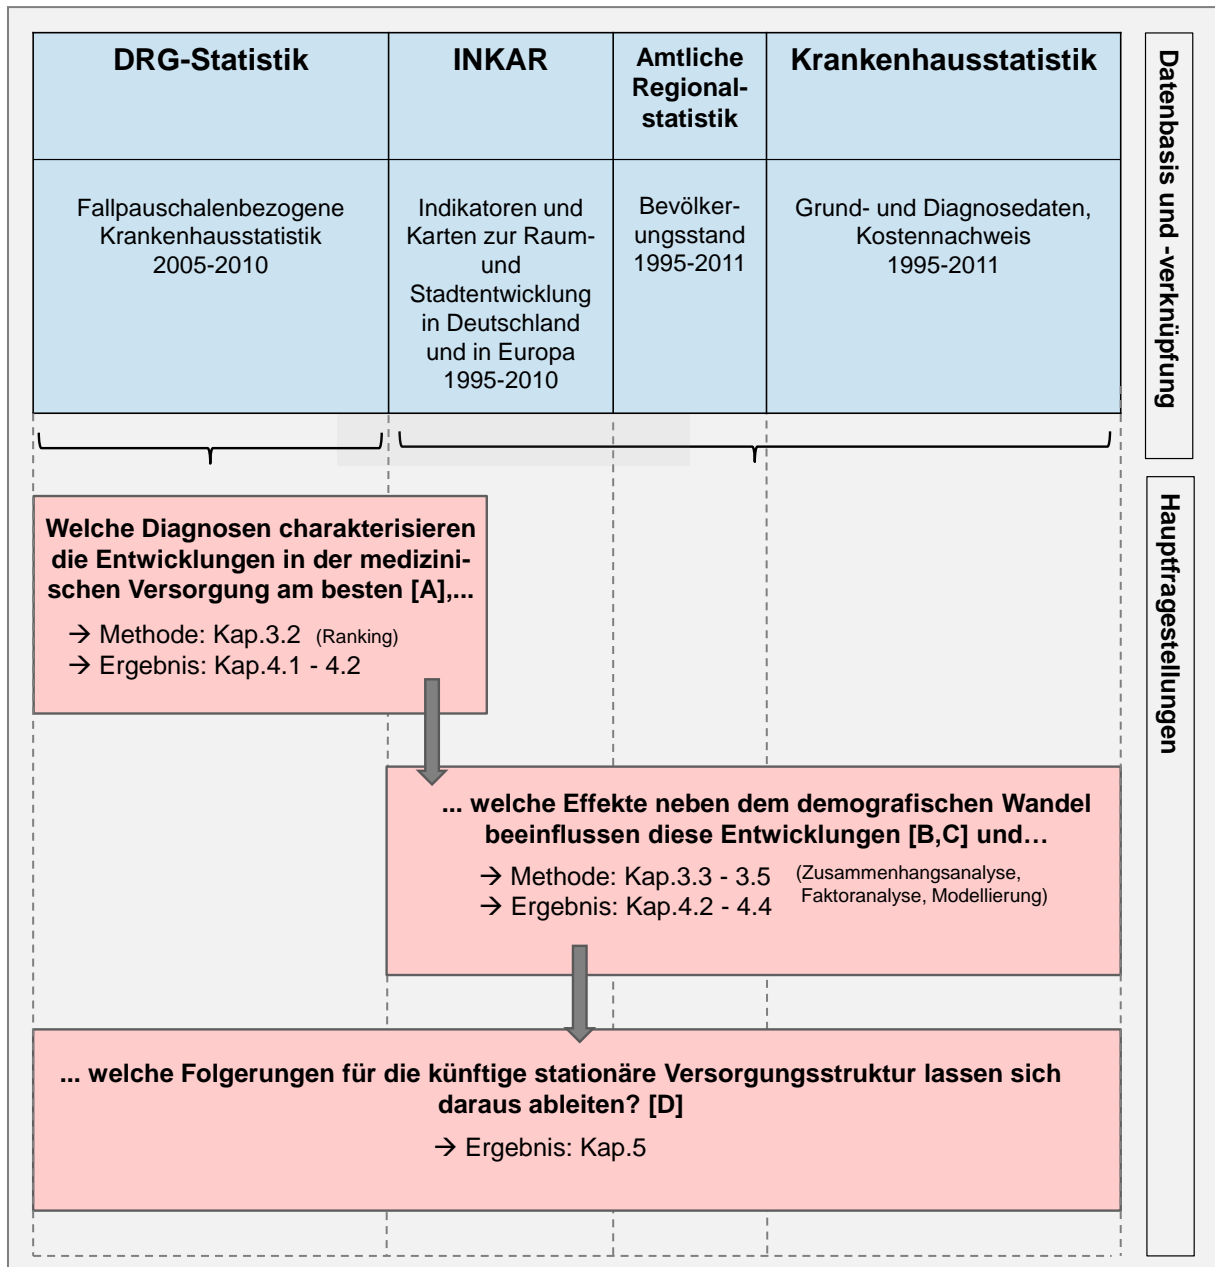 DRG-Statistik
INKAR
Amtliche
Regional-
statistik
Krankenhausstatistik
Fallpauschalenbezogene
Krankenhausstatistik
2005-2010
Indikatoren und
Karten zur Raum-
und
Stadtentwicklung
in Deutschland
und in Europa
1995-2010
Bevölker-
ungsstand
1995-2011
Grund- und Diagnosedaten,
Kostennachweis
1995-2011
Datenbasis und -verknüpfung
Welche Diagnosen charakterisieren
die Entwicklungen in der medizini-
schen Versorgung am besten [A],...
→ Methode: Kap.3.2 (Ranking)
→ Ergebnis: Kap.4.1 - 4.2
Hauptfragestellungen
... welche Effekte neben dem demografischen Wandel
beeinflussen diese Entwicklungen [B,C] und…
→ Methode: Kap.3.3 - 3.5 (Zusammenhangsanalyse,
→ Ergebnis: Kap.4.2 - 4.4 Faktoranalyse, Modellierung)
... welche Folgerungen für die künftige stationäre Versorgungsstruktur lassen sich
daraus ableiten? [D]
→ Ergebnis: Kap.5